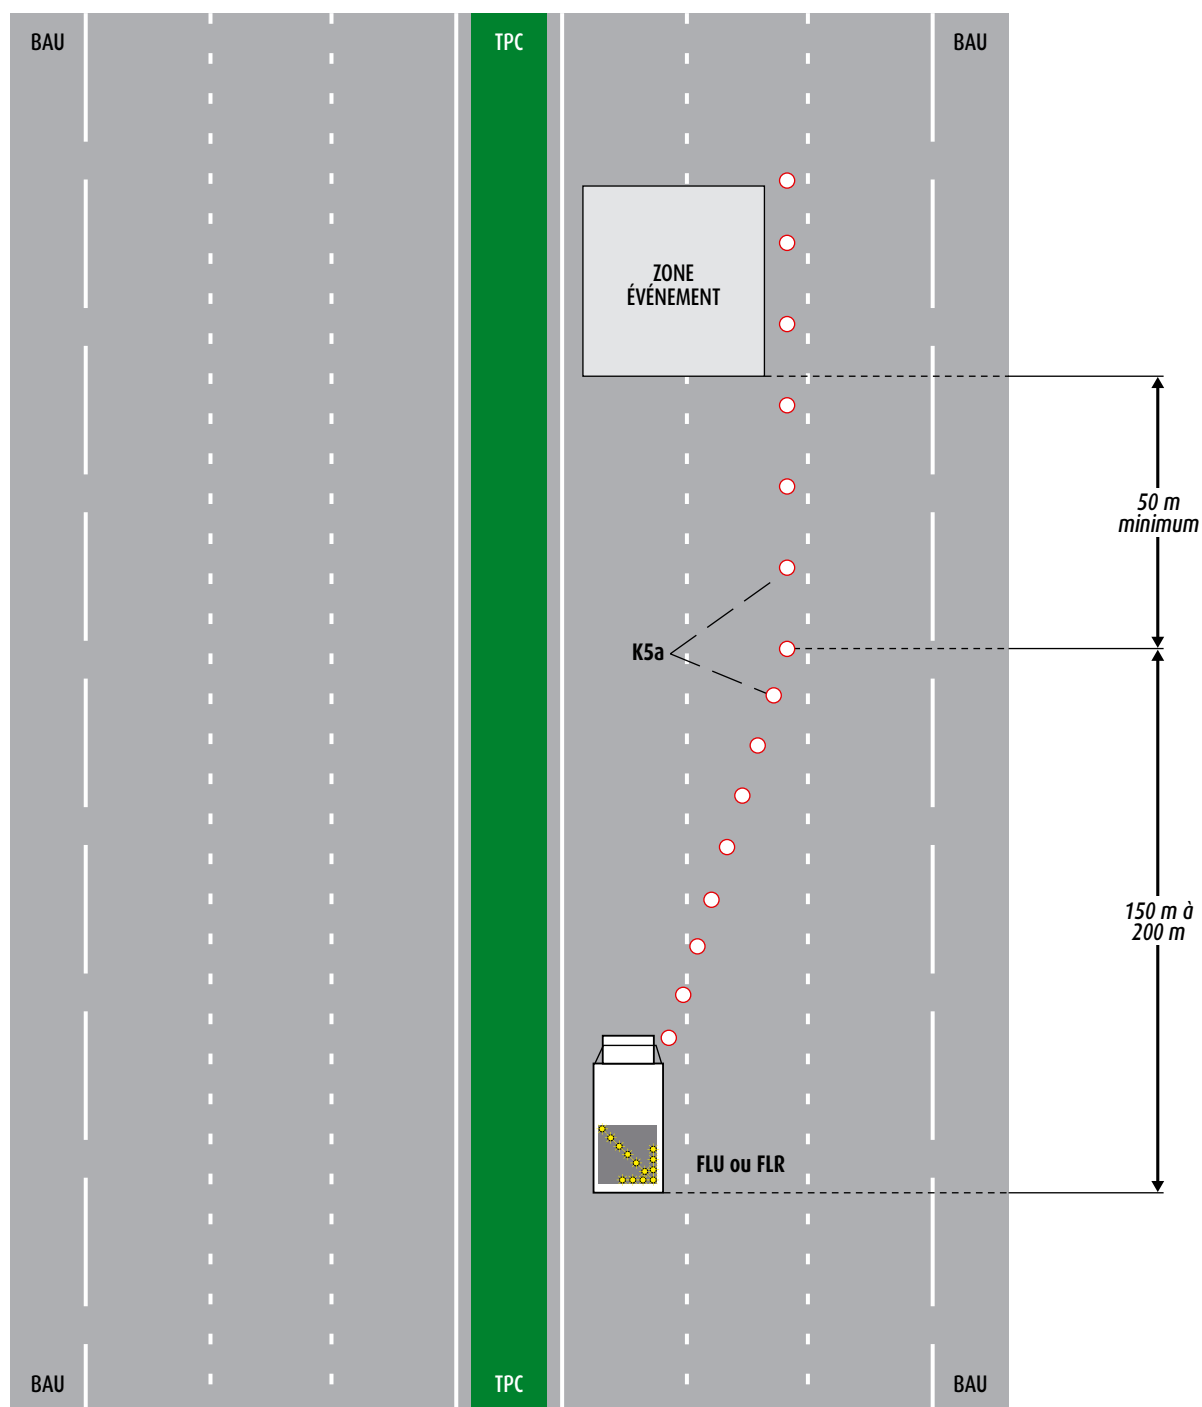 BAU
TPC
BAU
ZONE
ÉVÉNEMENT
50 m
minimum
K5a
150 m à
200 m
FLU ou FLR
BAU
TPC
BAU